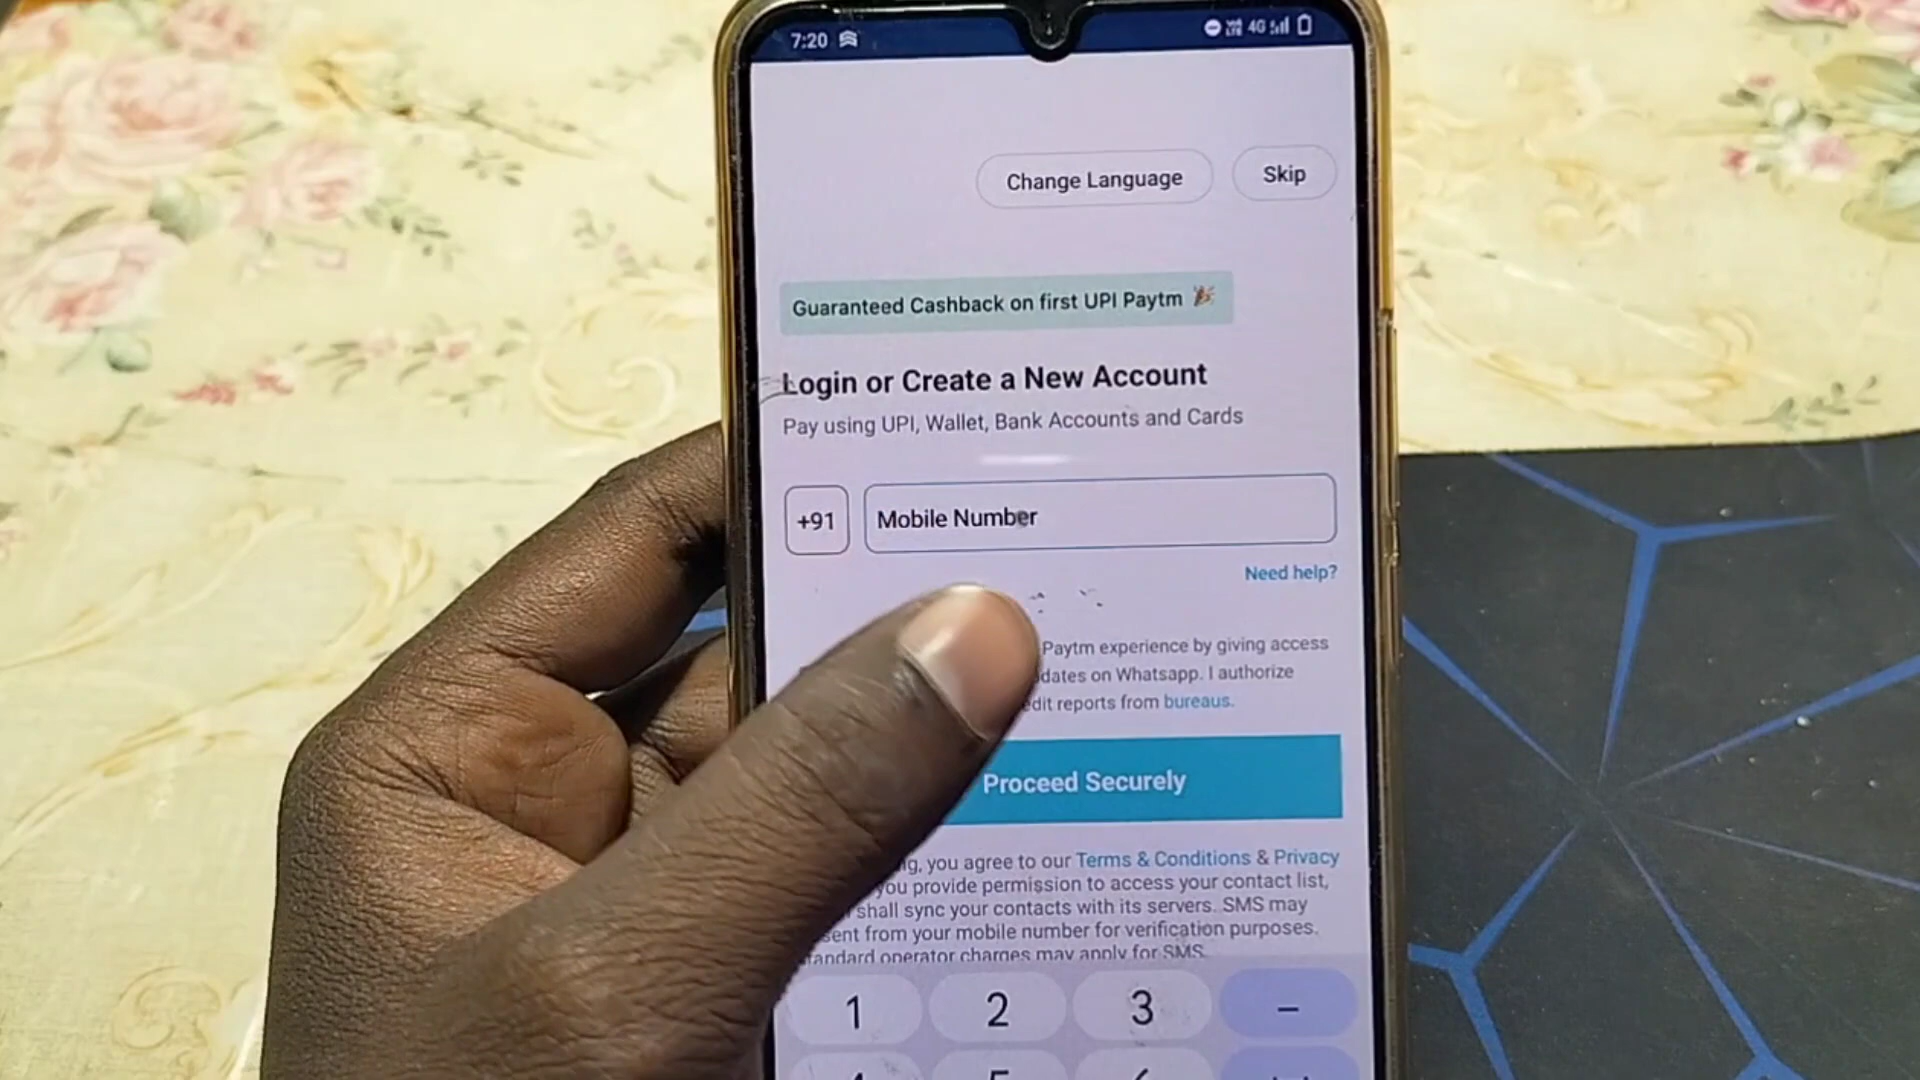 7:20
4G
Change Language
Skip
Guaranteed Cashback on first UPI Paytm
Login or Create a New Account
Pay using UPI, Wallet, Bank Accounts and Cards
+91
Mobile Number
Need help?
Paytm experience by giving access
on Whatsapp. I authorize
reports from bureaus.
Proceed Securely
you agree to our Terms & Conditions & Privacy
you provide permission to access your contact list,
shall sync your contacts with its servers. SMS may
sent from your mobile number for verification purposes.
operator charges may apply for SMS.
1
2
3
–